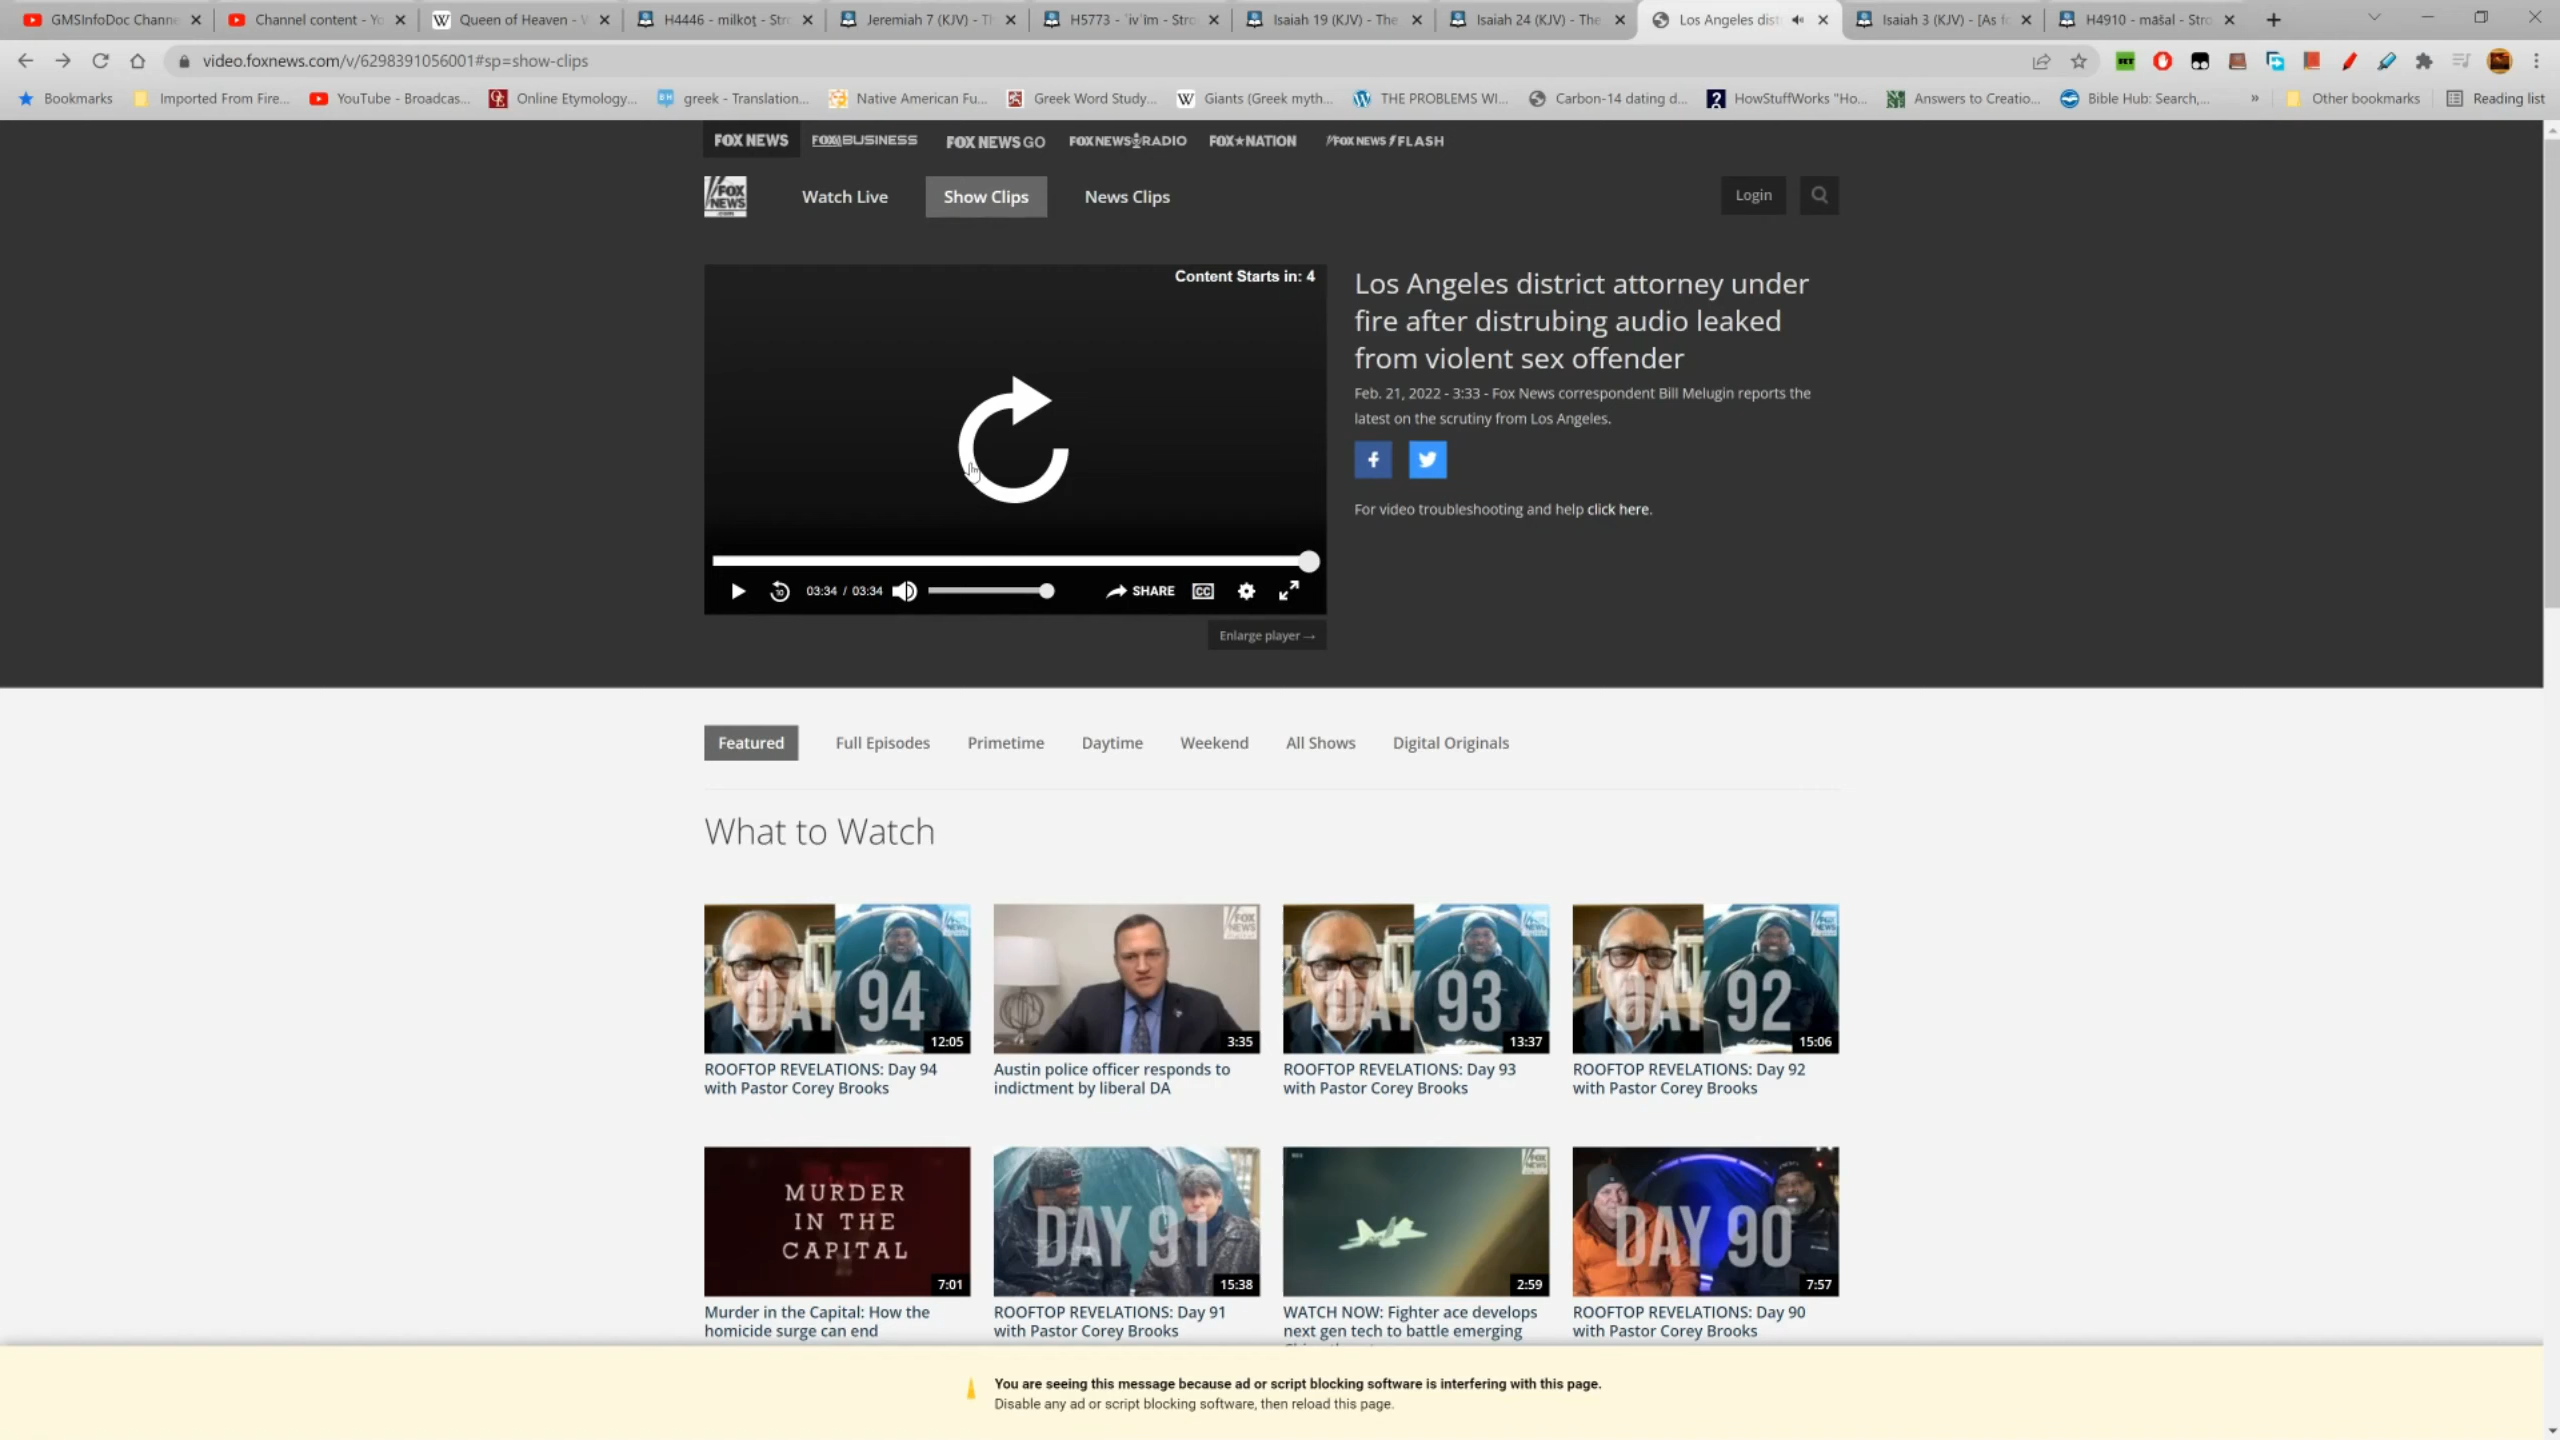 GMSInfoDoc Channe
Channel content - Yo
Queen of Heaven - W
H4446 - milkoṯ - Stro
Jeremiah 7 (KJV) - Th
H5773 - ʿivʿîm - Stro
Isaiah 19 (KJV) - The
Isaiah 24 (KJV) - The
Los Angeles dist
Isaiah 3 (KJV) - [As fo
H4910 - māšal - Stro
video.foxnews.com/v/6298391056001#sp=show-clips
Bookmarks
Imported From Fire...
YouTube - Broadcas...
Online Etymology...
greek - Translation...
Native American Fu...
Greek Word Study...
Giants (Greek myth...
THE PROBLEMS WI...
Carbon-14 dating d...
HowStuffWorks "Ho...
Answers to Creatio...
Bible Hub: Search,...
»
Other bookmarks
Reading list
FOX NEWS
FOX BUSINESS
FOX NEWS GO
FOX NEWS RADIO
FOX★NATION
FOX NEWS FLASH
FOX NEWS
Watch Live
Show Clips
News Clips
Login
Content Starts in: 4
03:34 / 03:34
SHARE
CC
Enlarge player →
Los Angeles district attorney under
fire after distrubing audio leaked
from violent sex offender
Feb. 21, 2022 - 3:33 - Fox News correspondent Bill Melugin reports the
latest on the scrutiny from Los Angeles.
For video troubleshooting and help click here.
Featured
Full Episodes
Primetime
Daytime
Weekend
All Shows
Digital Originals
What to Watch
DAY 94
12:05
FOX NEWS
3:35
DAY 93
13:37
DAY 92
15:06
ROOFTOP REVELATIONS: Day 94
with Pastor Corey Brooks
Austin police officer responds to
indictment by liberal DA
ROOFTOP REVELATIONS: Day 93
with Pastor Corey Brooks
ROOFTOP REVELATIONS: Day 92
with Pastor Corey Brooks
MURDER
IN THE
CAPITAL
7:01
DAY 91
15:38
2:59
DAY 90
7:57
Murder in the Capital: How the
homicide surge can end
ROOFTOP REVELATIONS: Day 91
with Pastor Corey Brooks
WATCH NOW: Fighter ace develops
next gen tech to battle emerging
ROOFTOP REVELATIONS: Day 90
with Pastor Corey Brooks
You are seeing this message because ad or script blocking software is interfering with this page.
Disable any ad or script blocking software, then reload this page.